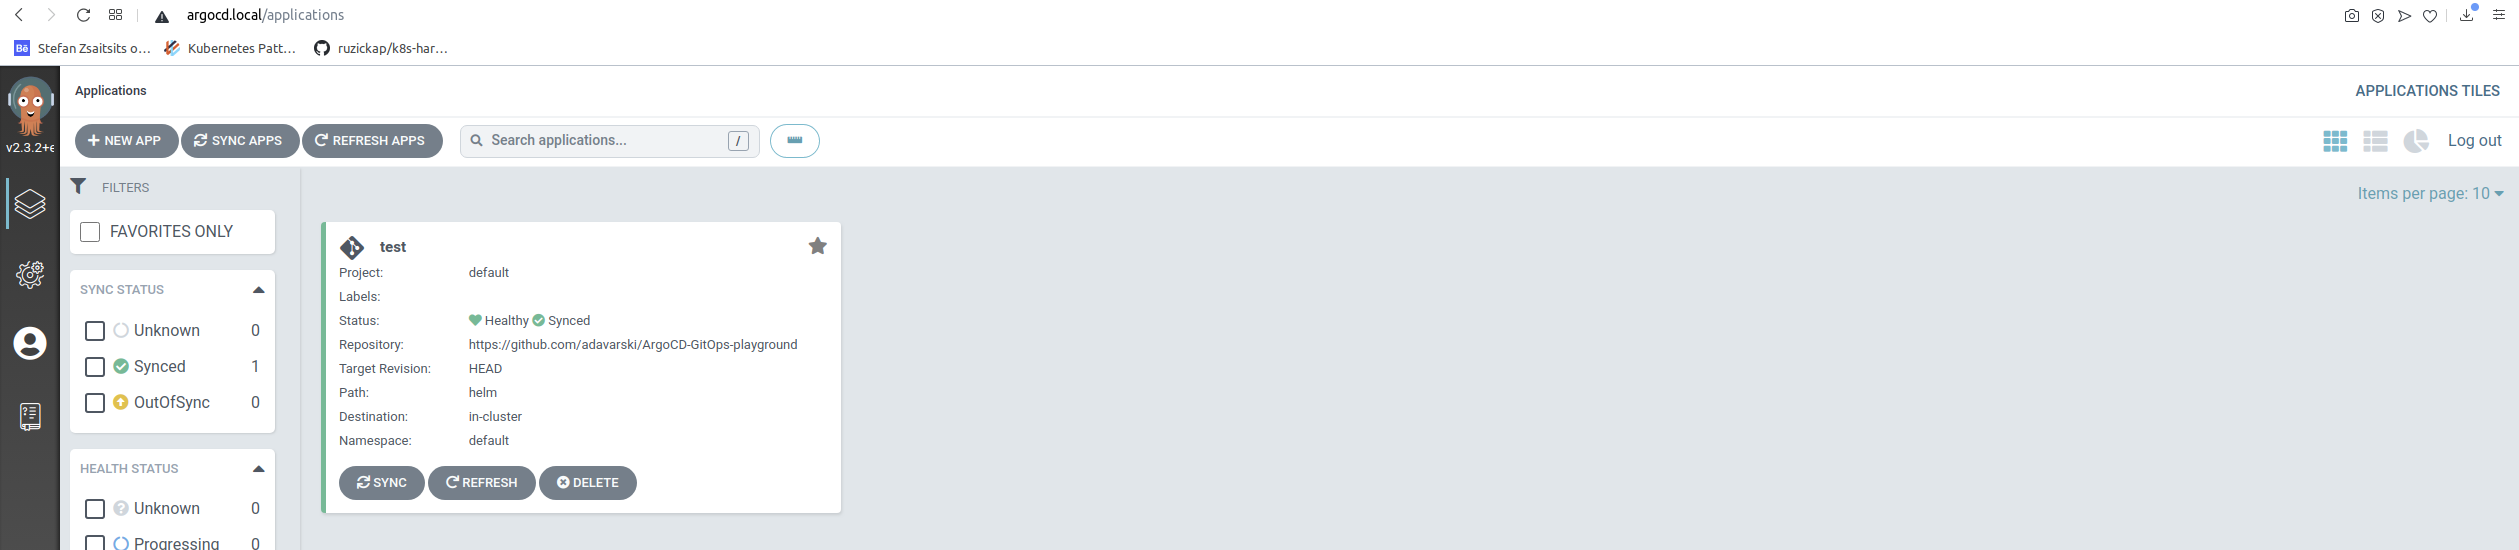 argocd.local/applications
Bē Stefan Zsaitsits o... Kubernetes Patt... ruzickap/k8s-har...
Applications
APPLICATIONS TILES
v2.3.2+
NEW APP SYNC APPS REFRESH APPS Search applications... / Log out
FILTERS
Items per page: 10
FAVORITES ONLY
SYNC STATUS
Unknown 0
Synced 1
OutOfSync 0
HEALTH STATUS
Unknown 0
Progressing 0
test
Project: default
Labels:
Status: Healthy Synced
Repository: https://github.com/adavarski/ArgoCD-GitOps-playground
Target Revision: HEAD
Path: helm
Destination: in-cluster
Namespace: default
SYNC REFRESH DELETE